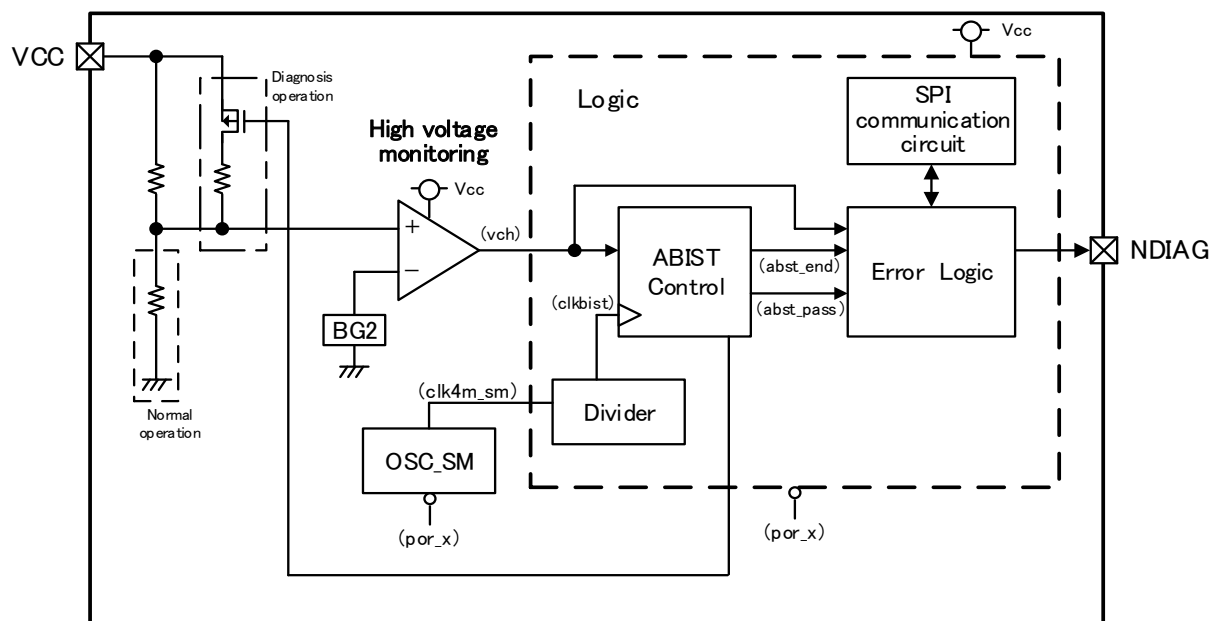 VCC
Diagnosis
operation
High voltage
monitoring
Vcc
Vcc
Logic
SPI
communication
circuit
+
−
(vch)
ABIST
Control
(abst_end)
(abst_pass)
Error Logic
NDIAG
(clkbist)
BG2
(clk4m_sm)
Divider
Normal
operation
OSC_SM
(por_x)
(por_x)